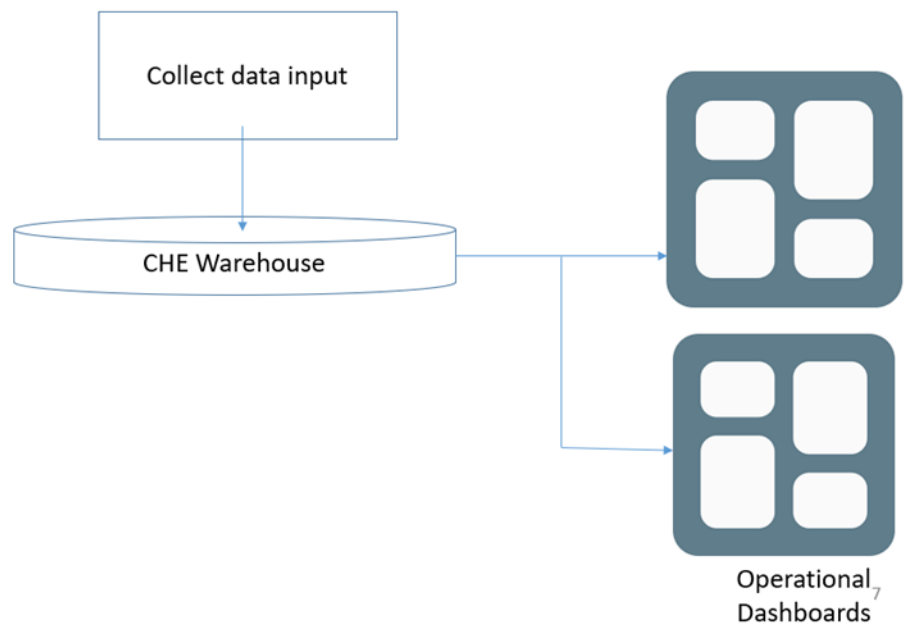 Collect data input
CHE Warehouse
Operational
7
Dashboards